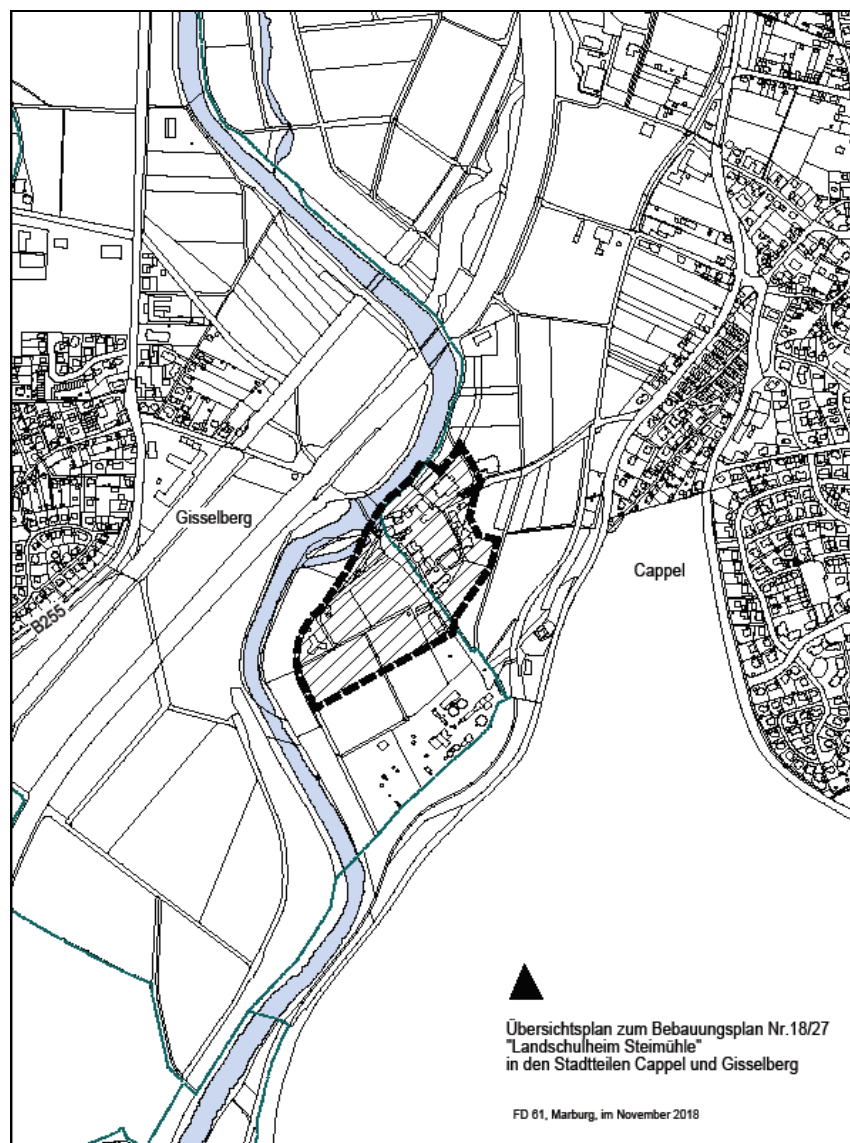 Gisselberg
Cappel
B255
Übersichtsplan zum Bebauungsplan Nr.18/27
"Landschulheim Steimühle"
in den Stadtteilen Cappel und Gisselberg
FD 61, Marburg, im November 2018